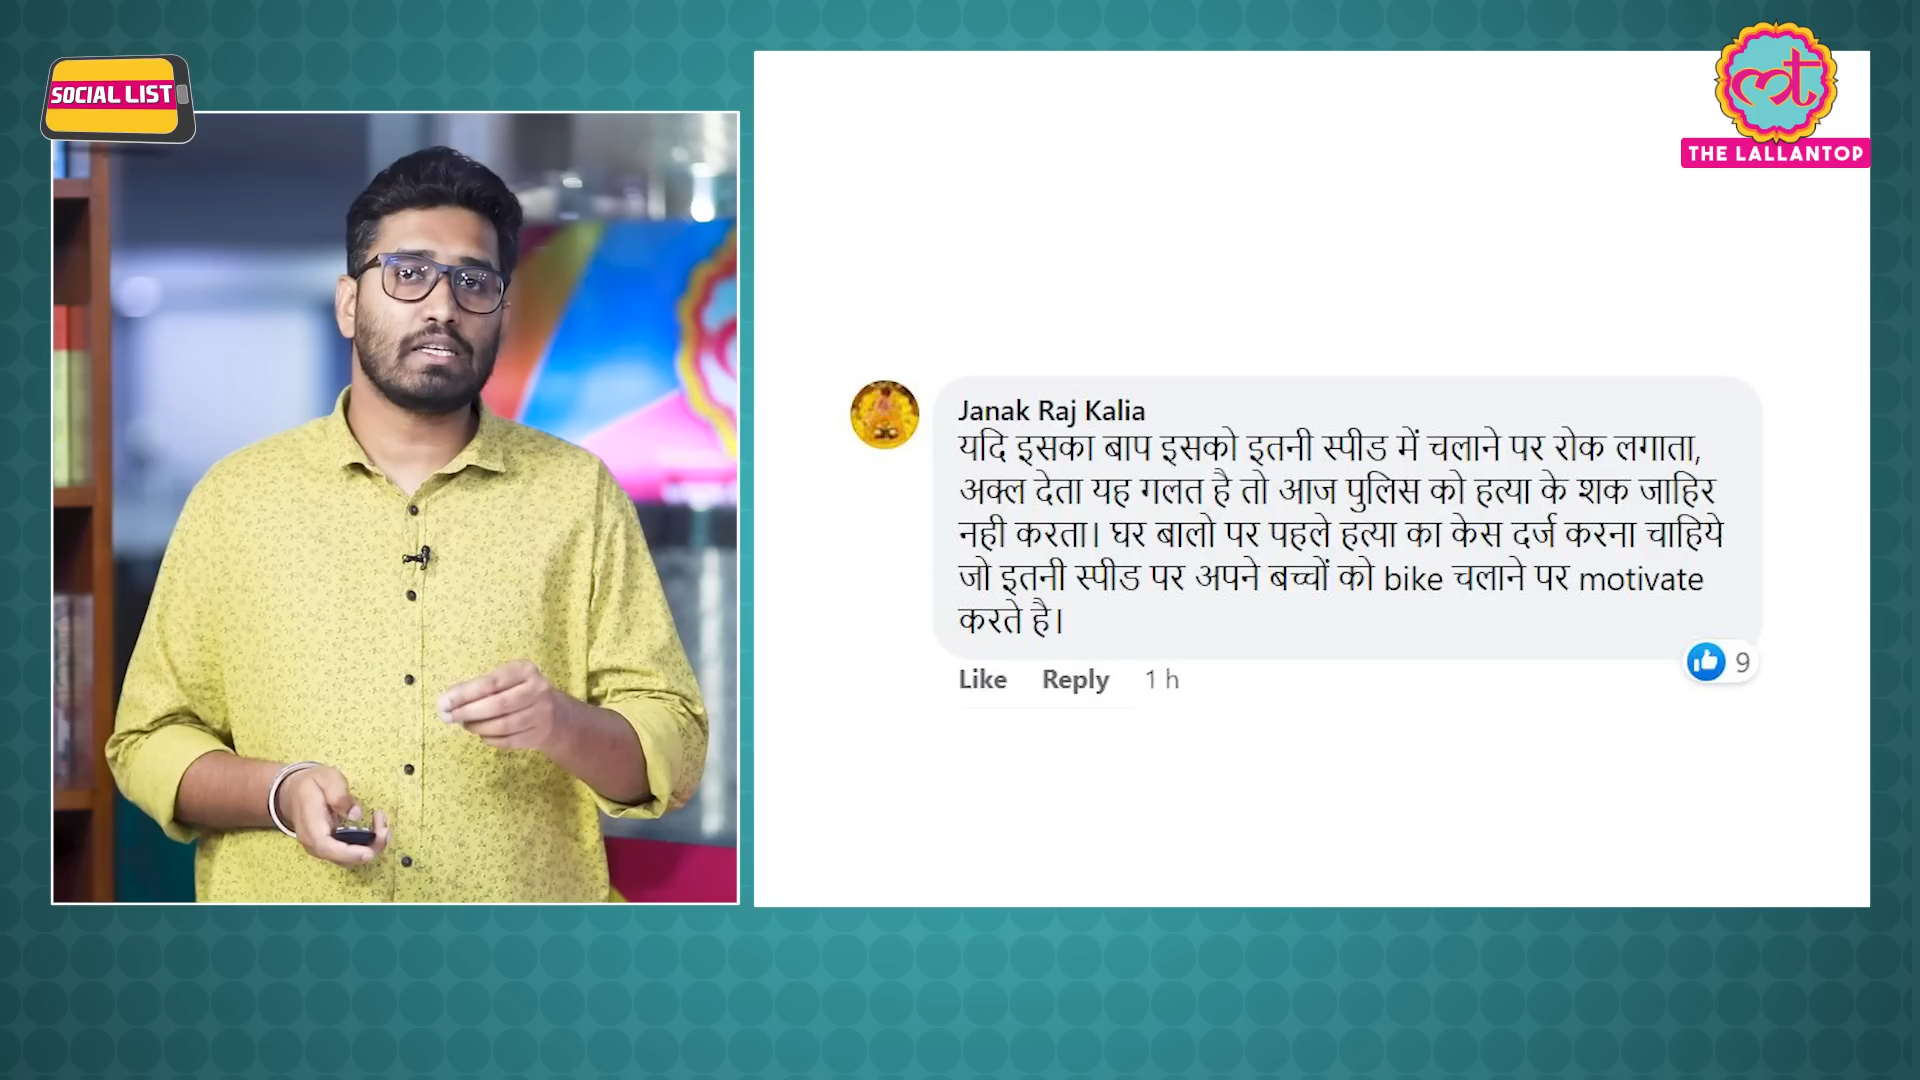 SOCIAL LIST
THE LALLANTOP
Janak Raj Kalia
यदि इसका बाप इसको इतनी स्पीड में चलाने पर रोक लगाता,
अक्ल देता यह गलत है तो आज पुलिस को हत्या के शक जाहिर
नही करता। घर बालो पर पहले हत्या का केस दर्ज करना चाहिये
जो इतनी स्पीड पर अपने बच्चों को bike चलाने पर motivate
करते है।
Like Reply 1 h
9